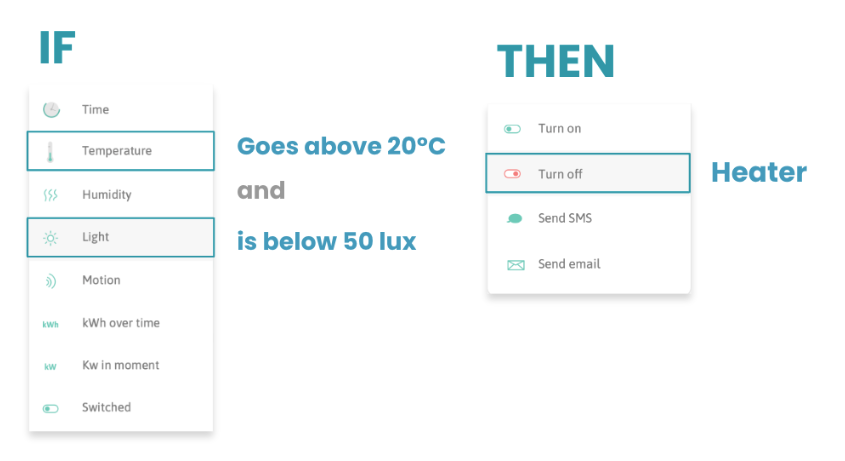 IF
Time
Temperature
Humidity
Light
Motion
kWh kWh over time
kW Kw in moment
Switched
Goes above 20°C
and
is below 50 lux
THEN
Turn on
Turn off
Send SMS
Send email
Heater